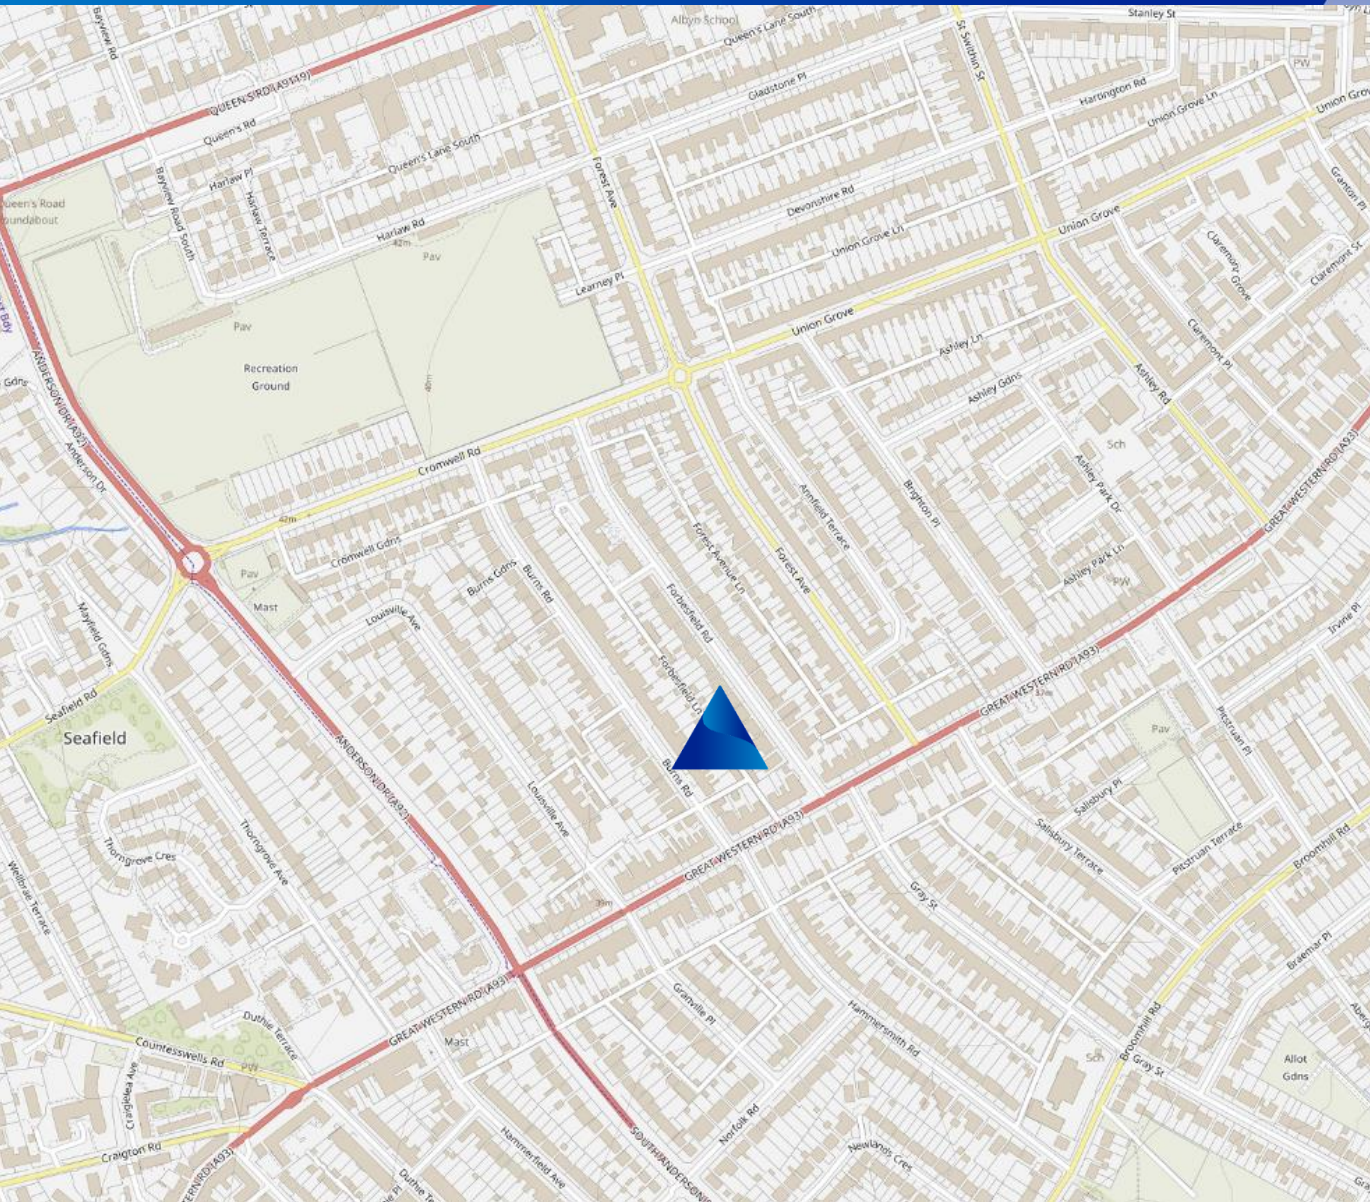 Bayview Rd
Albyn School
Queen's Lane South
Stanley St
St Swithin St
PW
QUEEN'S RD (A9119)
Gladstone Pl
Hartington Rd
Union Grove Ln
Queen's Rd
Queen's Lane South
Forest Ave
Bayview Road South
Harlaw Pl
Harlaw Terrace
Devonshire Rd
Granton Pl
Harlaw Rd
42m
Pav
Union Grove Ln
Union Grove
Claremont Grove
Claremont St
Learney Pl
Pav
Union Grove
Claremont Pl
Recreation
Ground
40m
Ashley Ln
Ashley Gdns
Ashley Rd
ANDERSON DR (A92)
Anderson Dr
Gdns
Cromwell Rd
Sch
GREAT WESTERN RD (A93)
Ashley Park Dr
Brighton Pl
Annfield Terrace
42m
Cromwell Gdns
Forest Avenue Ln
Forest Ave
Ashley Park Ln
PW
Pav
Mast
Burns Gdns
Burns Rd
Louisville Ave
Forbesfield Rd
Mayfield Gdns
Irvine Pl
Forbesfield Ln
GREAT WESTERN RD (A93)
37m
Seafield Rd
Seafield
Pitstruan Pl
Pav
ANDERSON DR (A92)
Burns Rd
Louisville Ave
Salisbury Pl
Salisbury Terrace
Pitstruan Terrace
Broomhill Rd
Thorngrove Cres
Thorngrove Ave
GREAT WESTERN RD (A93)
Wellbrae Terrace
39m
Gray St
Braemar Pl
Granville Pl
Hammersmith Rd
GREAT WESTERN RD (A93)
Duthie Terrace
Countesswells Rd
PW
Mast
Broomhill Rd
Sch
Gray St
Allot
Gdns
Craigielea Ave
Craigton Rd
Norfolk Rd
Hammerfield Ave
Newlands Cres